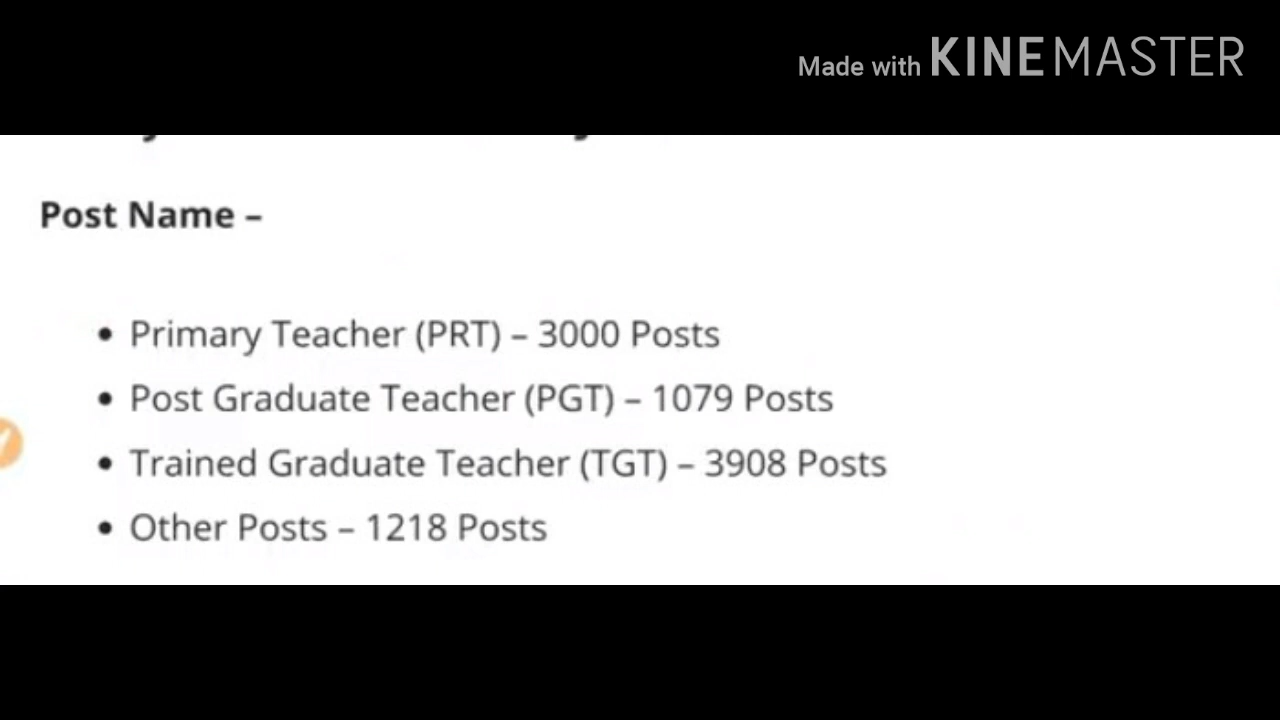 Made with KINEMASTER
Post Name –
• Primary Teacher (PRT) – 3000 Posts
• Post Graduate Teacher (PGT) – 1079 Posts
• Trained Graduate Teacher (TGT) – 3908 Posts
• Other Posts – 1218 Posts